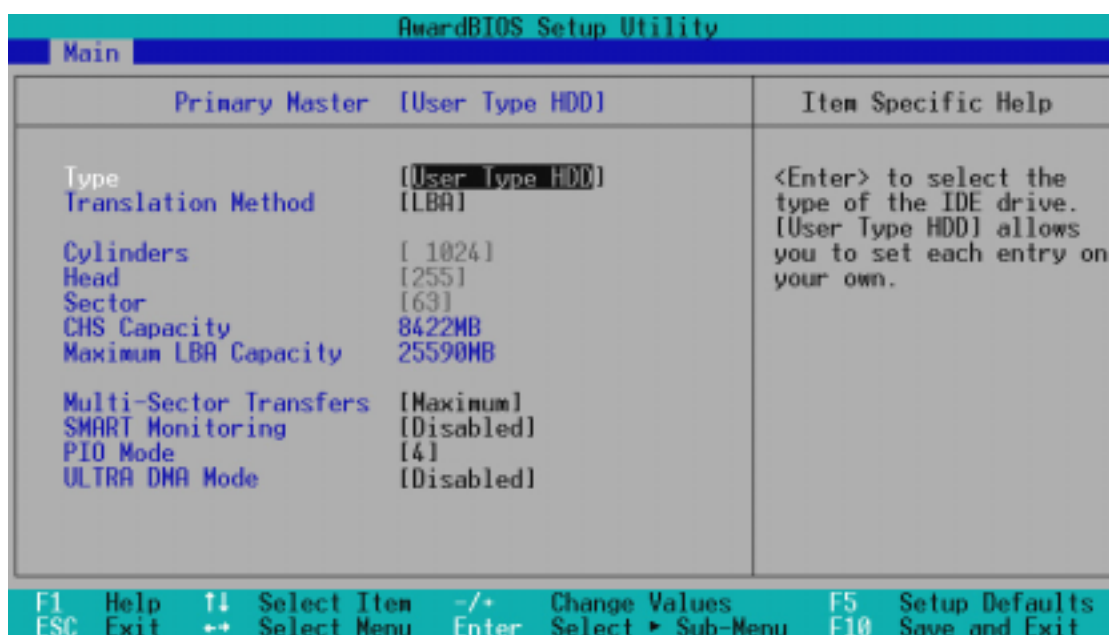 AwardBIOS Setup Utility
Main
Primary Master [User Type HDD]
Item Specific Help
Type [User Type HDD]
Translation Method [LBA]
Cylinders [ 1024]
Head [255]
Sector [63]
CHS Capacity 8422MB
Maximum LBA Capacity 25590MB
Multi-Sector Transfers [Maximum]
SMART Monitoring [Disabled]
PIO Mode [4]
ULTRA DMA Mode [Disabled]
<Enter> to select the
type of the IDE drive.
[User Type HDD] allows
you to set each entry on
your own.
F1 Help ↑↓ Select Item -/+ Change Values F5 Setup Defaults
ESC Exit ←→ Select Menu Enter Select ► Sub-Menu F10 Save and Exit